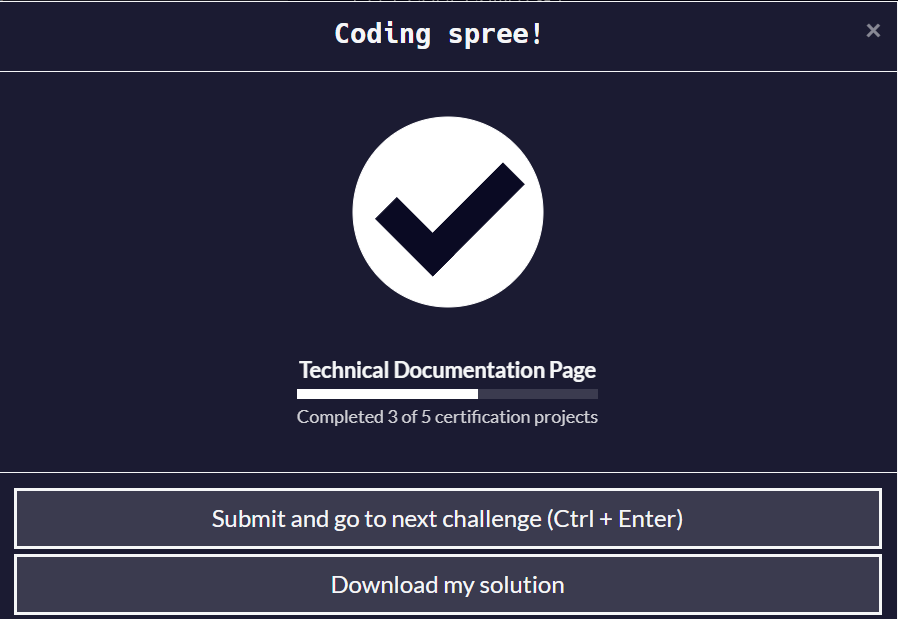 Coding spree!
×
Technical Documentation Page
Completed 3 of 5 certification projects
Submit and go to next challenge (Ctrl + Enter)
Download my solution